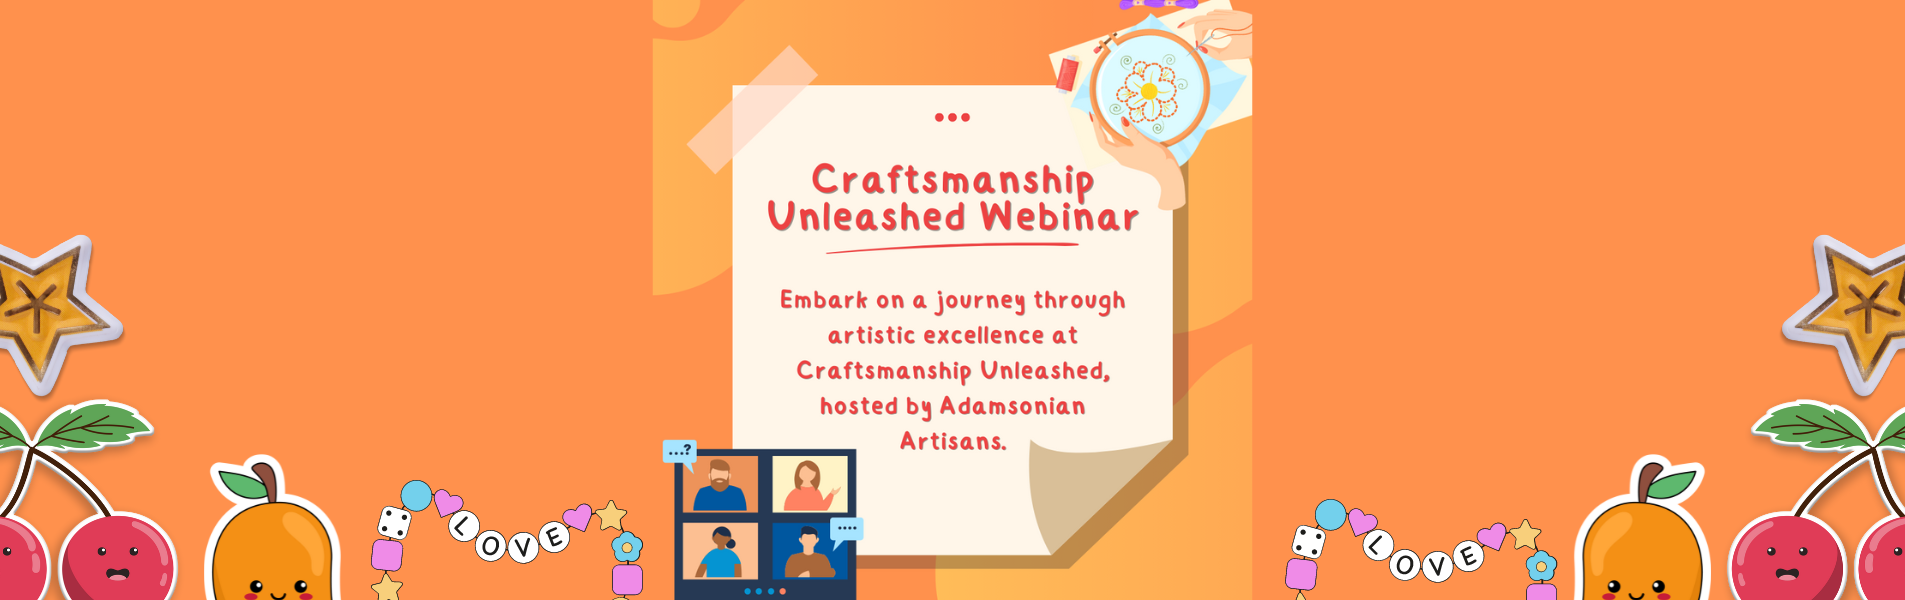 Craftsmanship
Unleashed Webinar
Embark on a journey through
artistic excellence at
Craftsmanship Unleashed,
hosted by Adamsonian
Artisans.
...?
....
LOVE
LOVE